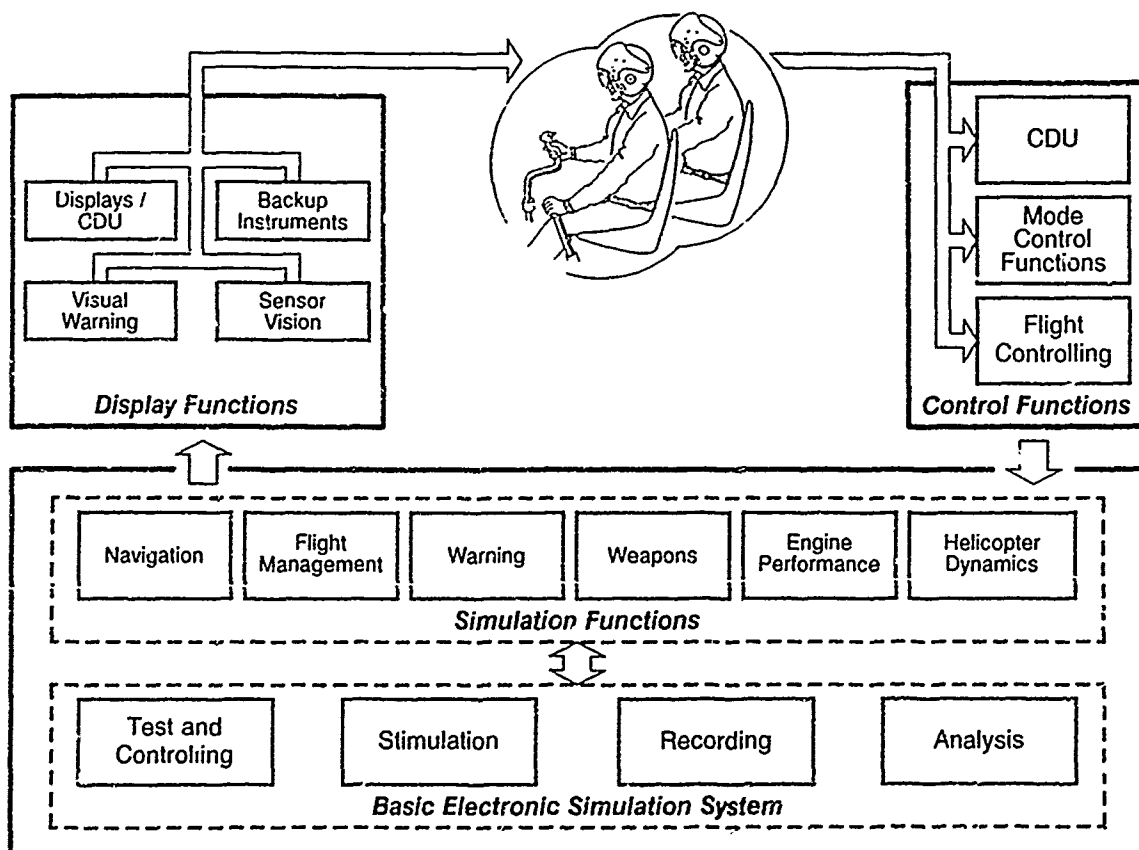 Displays /
CDU
Backup
Instruments
Visual
Warning
Sensor
Vision
Display Functions
CDU
Mode
Control
Functions
Flight
Controlling
Control Functions
Navigation
Flight
Management
Warning
Weapons
Engine
Performance
Helicopter
Dynamics
Simulation Functions
Test and
Controlling
Stimulation
Recording
Analysis
Basic Electronic Simulation System